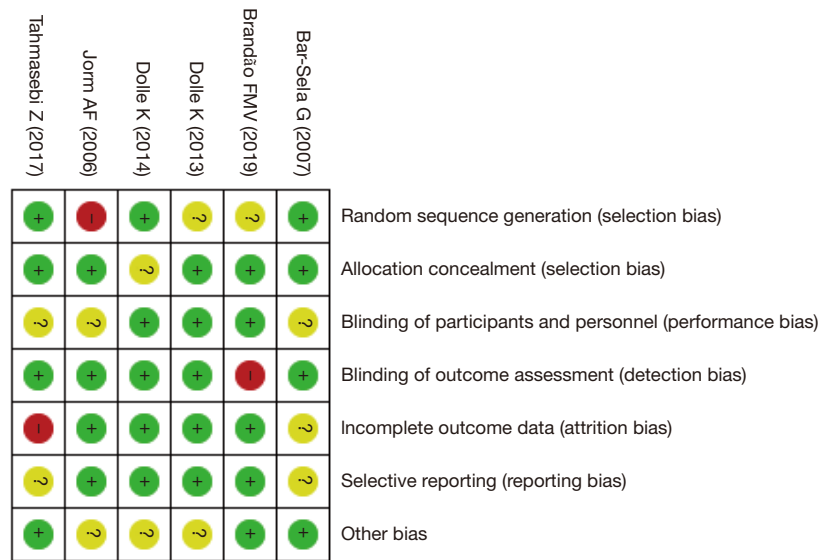 Tahmasebi Z (2017)
Jorm AF (2006)
Dolle K (2014)
Dolle K (2013)
Brandão FMV (2019)
Bar-Sela G (2007)
+ – + ? ? + Random sequence generation (selection bias)
+ + ? + + + Allocation concealment (selection bias)
? ? + + + ? Blinding of participants and personnel (performance bias)
+ + + + – + Blinding of outcome assessment (detection bias)
– + + + + ? Incomplete outcome data (attrition bias)
? + + + + ? Selective reporting (reporting bias)
+ ? ? ? + + Other bias